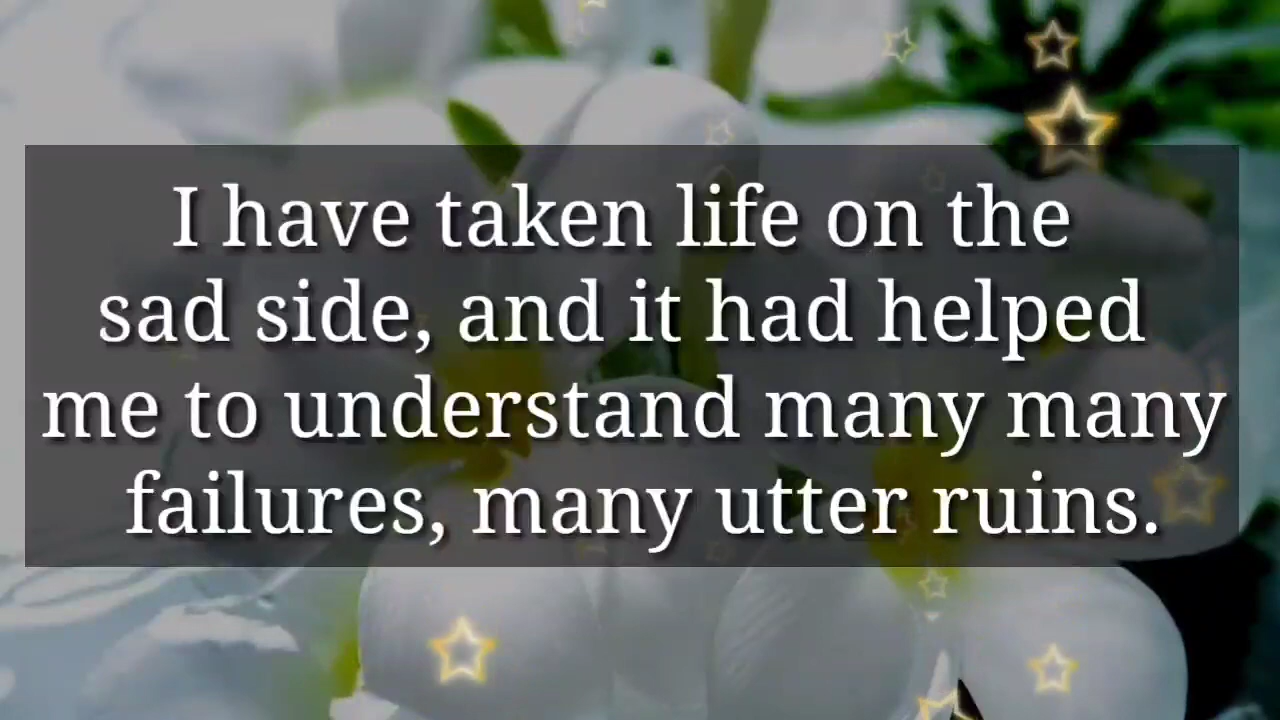 I have taken life on the
sad side, and it had helped
me to understand many many
failures, many utter ruins.